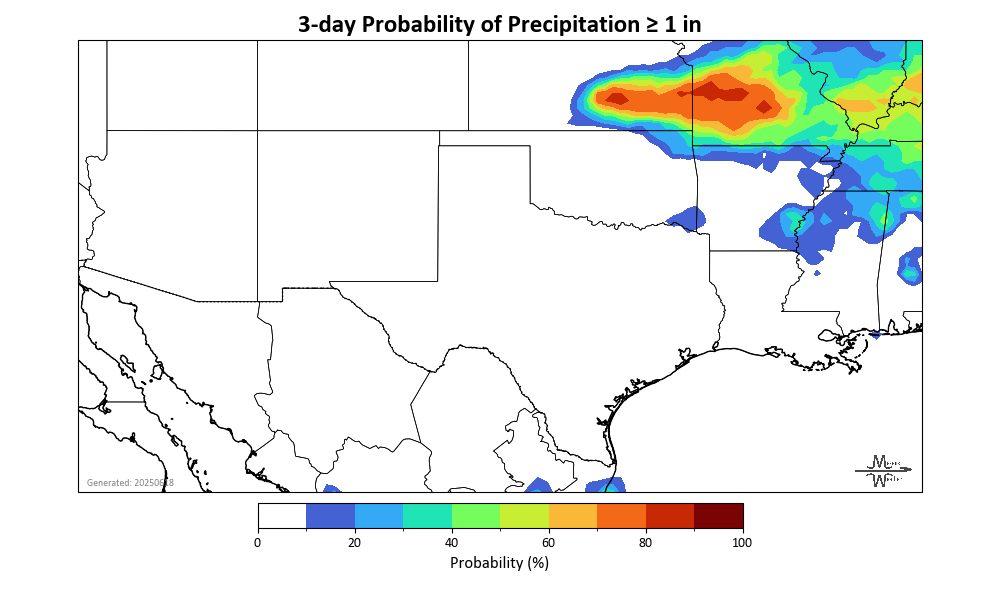 3-day Probability of Precipitation ≥ 1 in
Generated: 20250618
0 20 40 60 80 100
Probability (%)